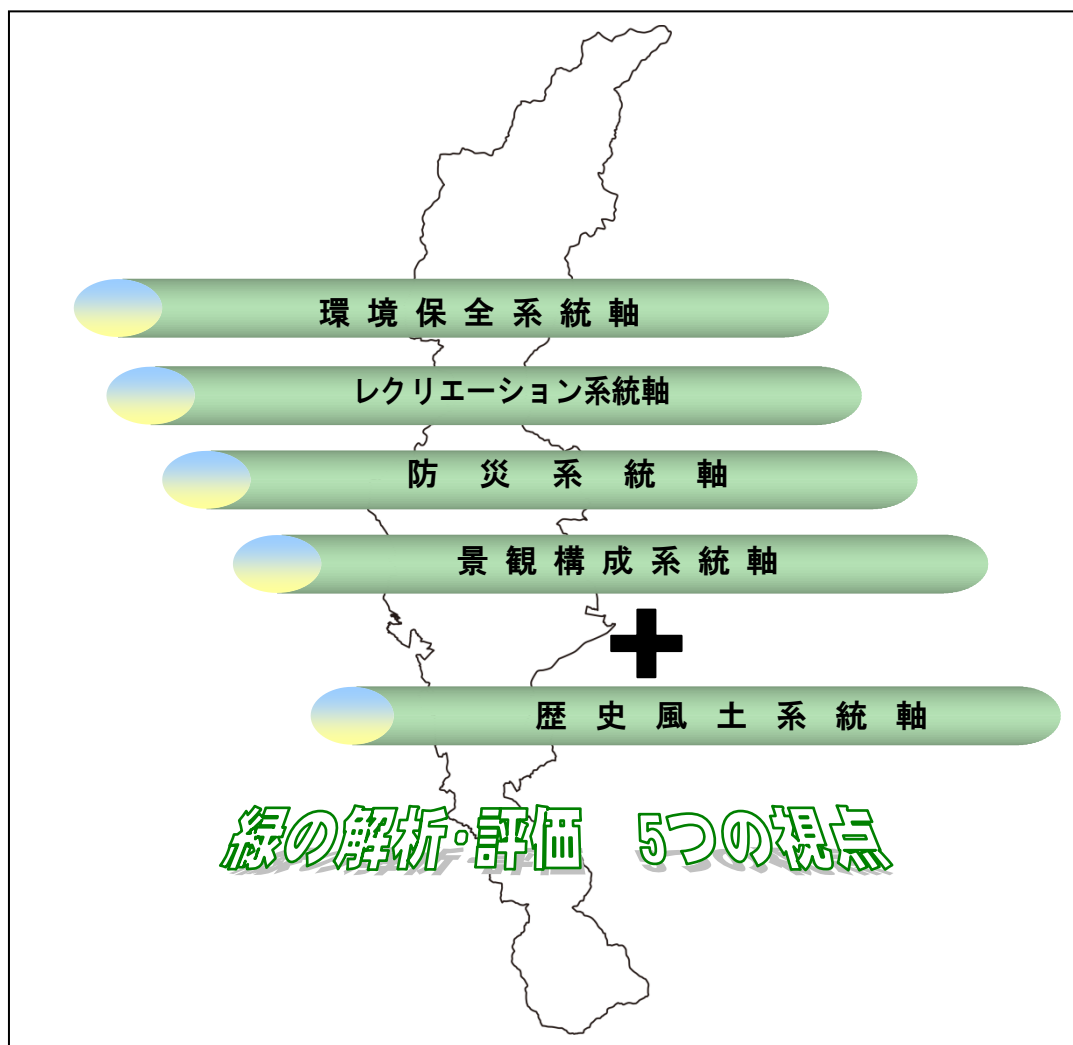 環境保全系統軸
レクリエーション系統軸
防災系統軸
景観構成系統軸
+
歴史風土系統軸
緑の解析・評価　5つの視点